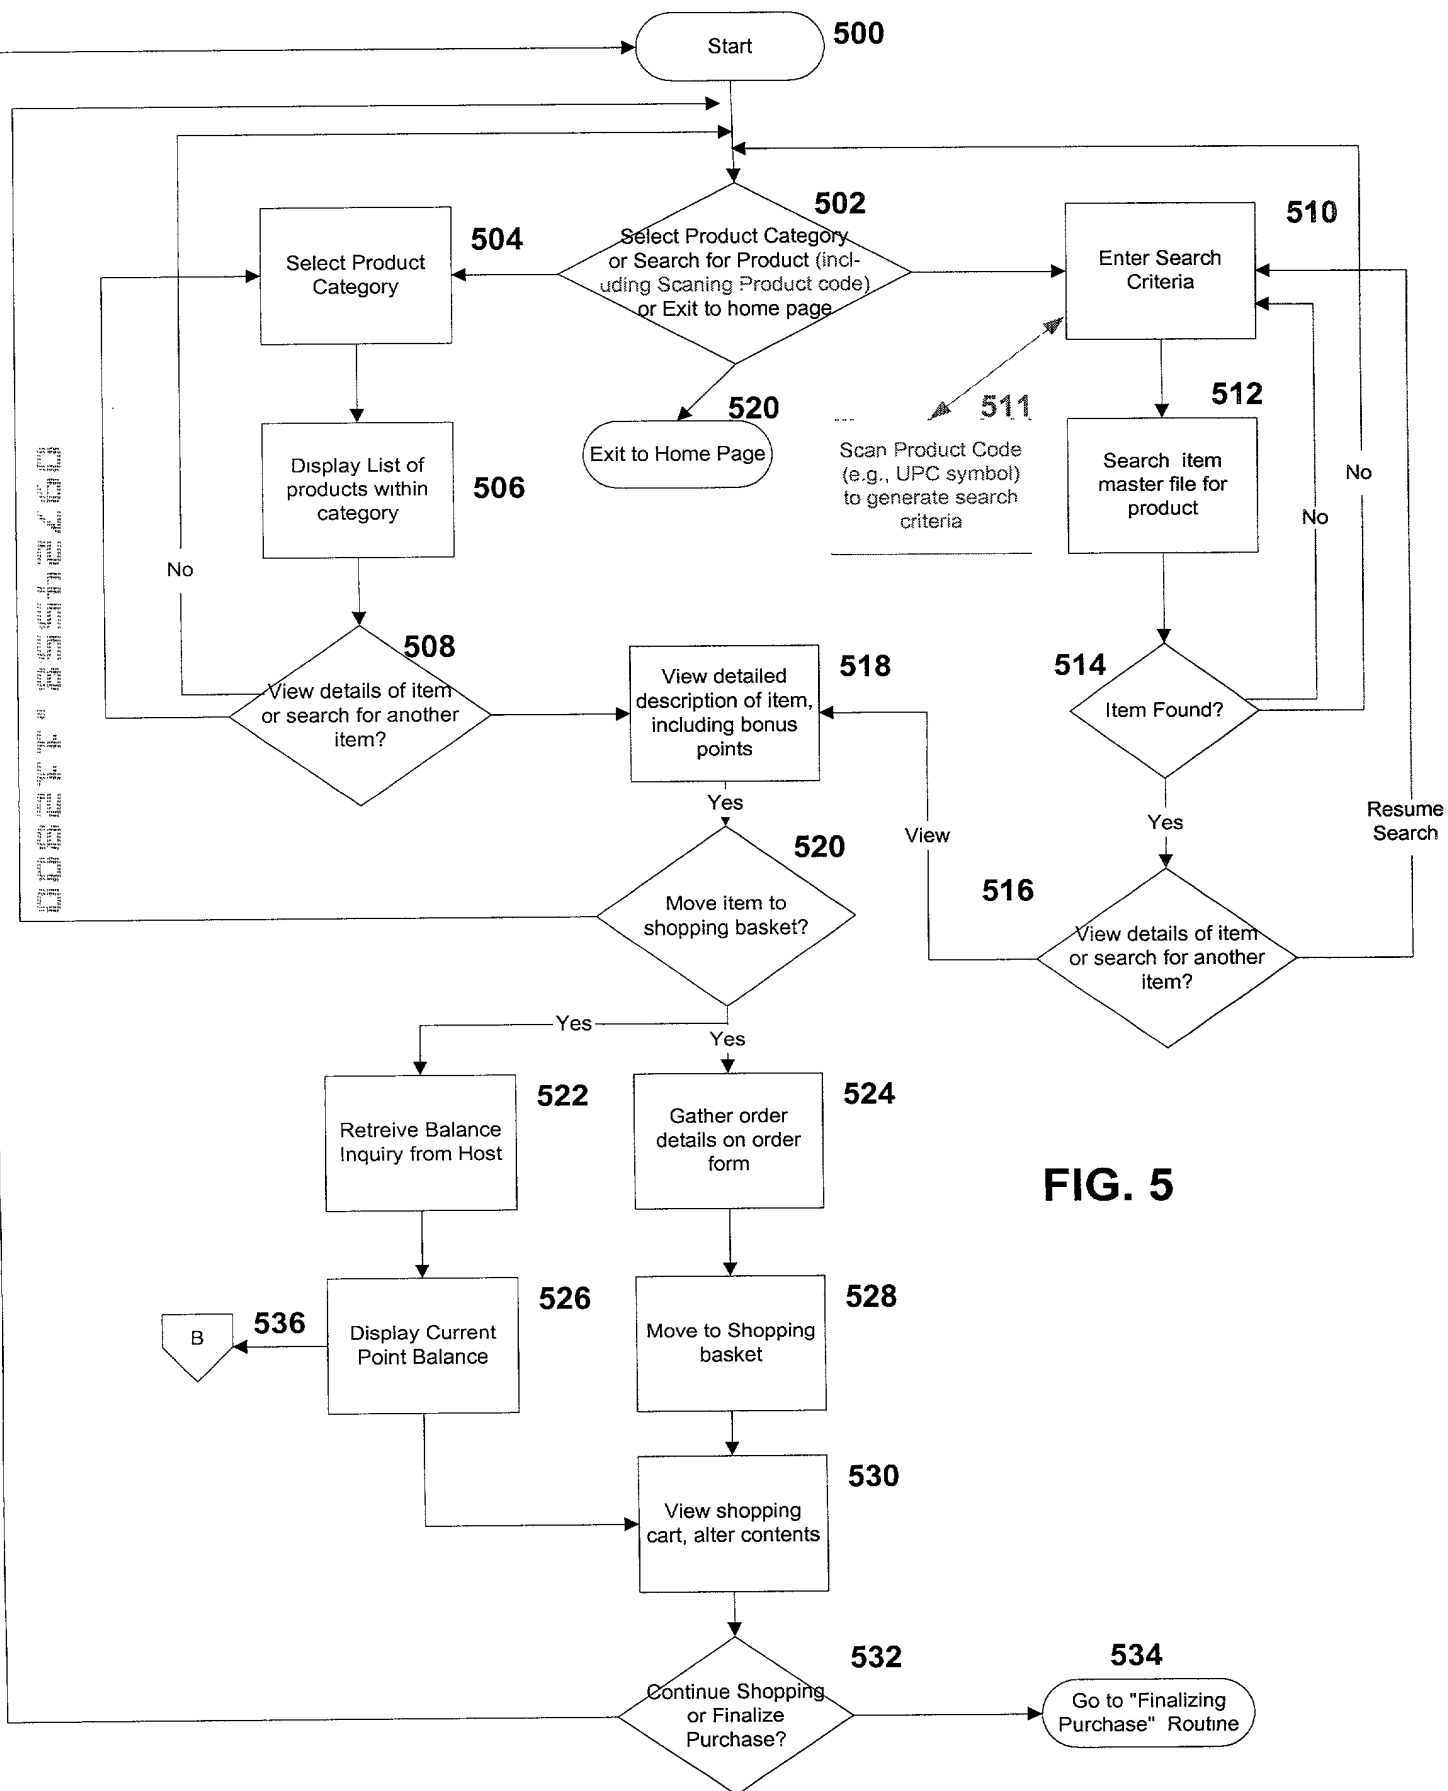 Start
500
502
Select Product Category
or Search for Product (incl-
uding Scaning Product code)
or Exit to home page
504
Select Product
Category
510
Enter Search
Criteria
520
Exit to Home Page
511
Scan Product Code
(e.g., UPC symbol)
to generate search
criteria
512
Search item
master file for
product
506
Display List of
products within
category
No
No
No
508
View details of item
or search for another
item?
518
View detailed
description of item,
including bonus
points
514
Item Found?
Yes
Yes
View
Resume
Search
520
Move item to
shopping basket?
516
View details of item
or search for another
item?
Yes
Yes
522
Retreive Balance
Inquiry from Host
524
Gather order
details on order
form
FIG. 5
526
Display Current
Point Balance
536
B
528
Move to Shopping
basket
530
View shopping
cart, alter contents
532
Continue Shopping
or Finalize
Purchase?
534
Go to "Finalizing
Purchase" Routine